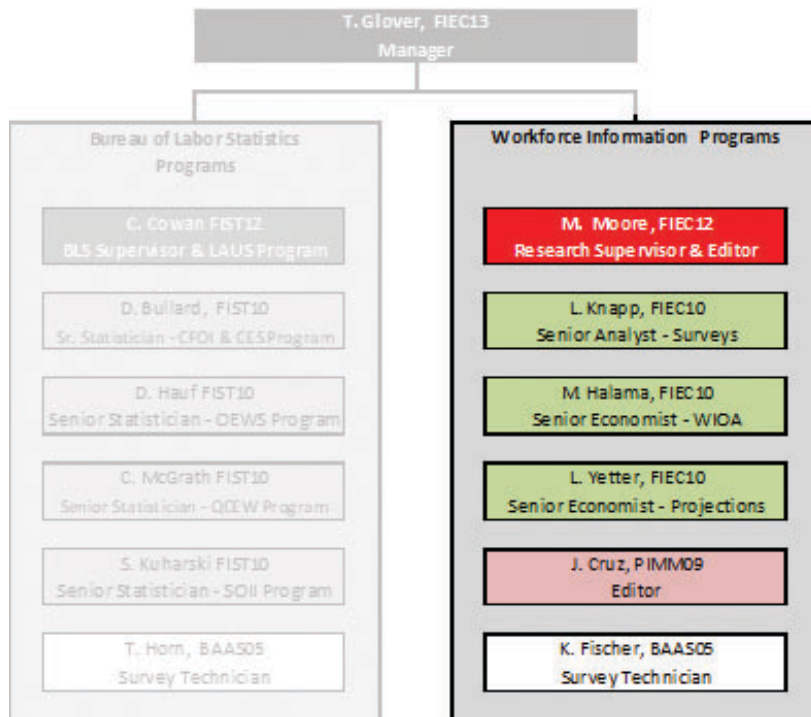 T. Glover, FIEC13
Manager
Bureau of Labor Statistics
Programs
C. Cowan FIST12
BLS Supervisor & LAUS Program
D. Bullard, FIST10
Sr. Statistician - CFOI & CES Program
D. Hauf FIST10
Senior Statistician - OEWS Program
C. McGrath FIST10
Senior Statistician - QCEW Program
S. Kuharski FIST10
Senior Statistician - SOII Program
T. Horn, BAAS05
Survey Technician
Workforce Information Programs
M. Moore, FIEC12
Research Supervisor & Editor
L. Knapp, FIEC10
Senior Analyst - Surveys
M. Halama, FIEC10
Senior Economist - WIOA
L. Yetter, FIEC10
Senior Economist - Projections
J. Cruz, PIMM09
Editor
K. Fischer, BAAS05
Survey Technician